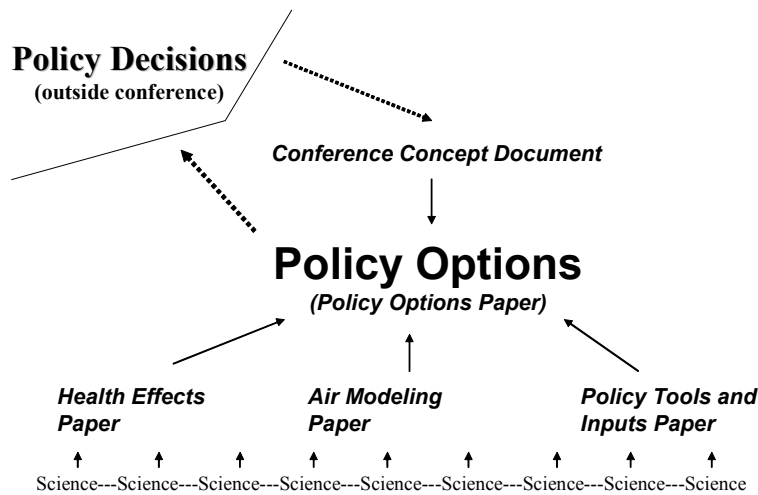 Policy Decisions
(outside conference)
Conference Concept Document
Policy Options
(Policy Options Paper)
Health Effects
Paper
Air Modeling
Paper
Policy Tools and
Inputs Paper
Science---Science---Science---Science---Science---Science---Science---Science---Science